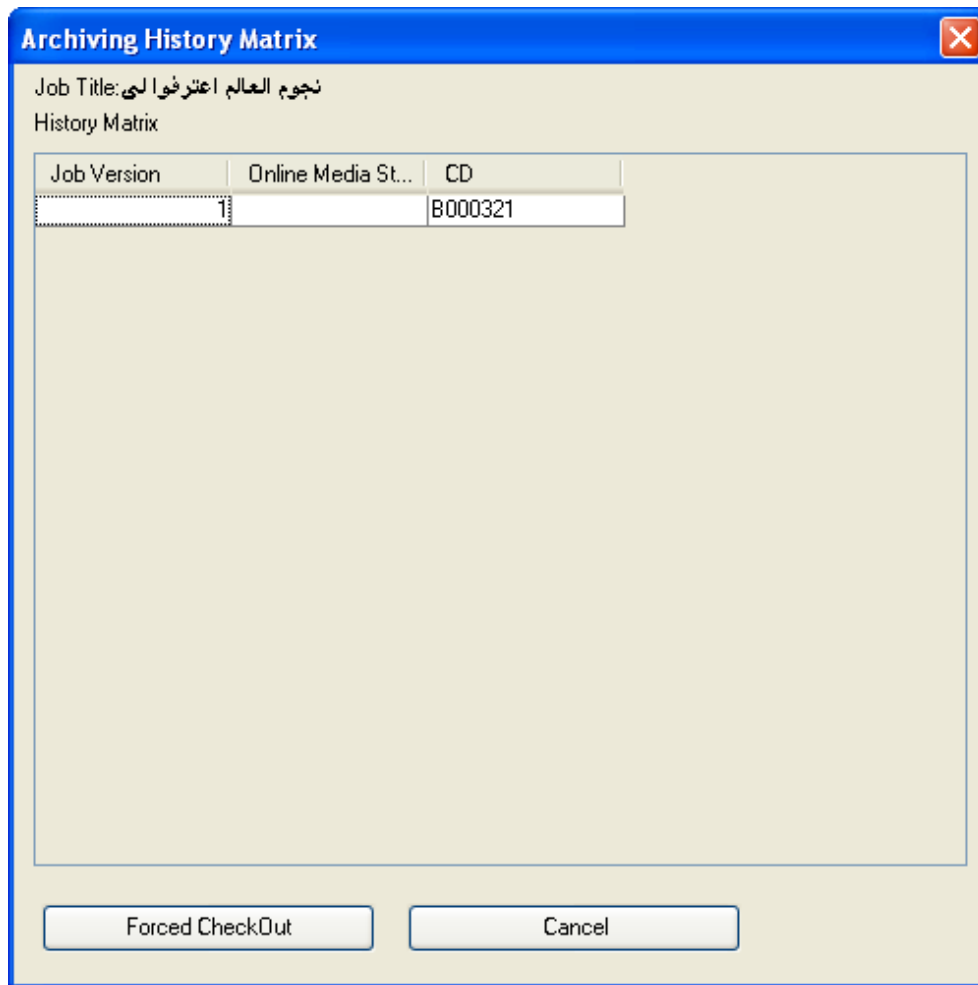 Archiving History Matrix
Job Title:نجوم العالم اعترفوا لى
History Matrix
Job Version Online Media St... CD
1 B000321
Forced CheckOut Cancel